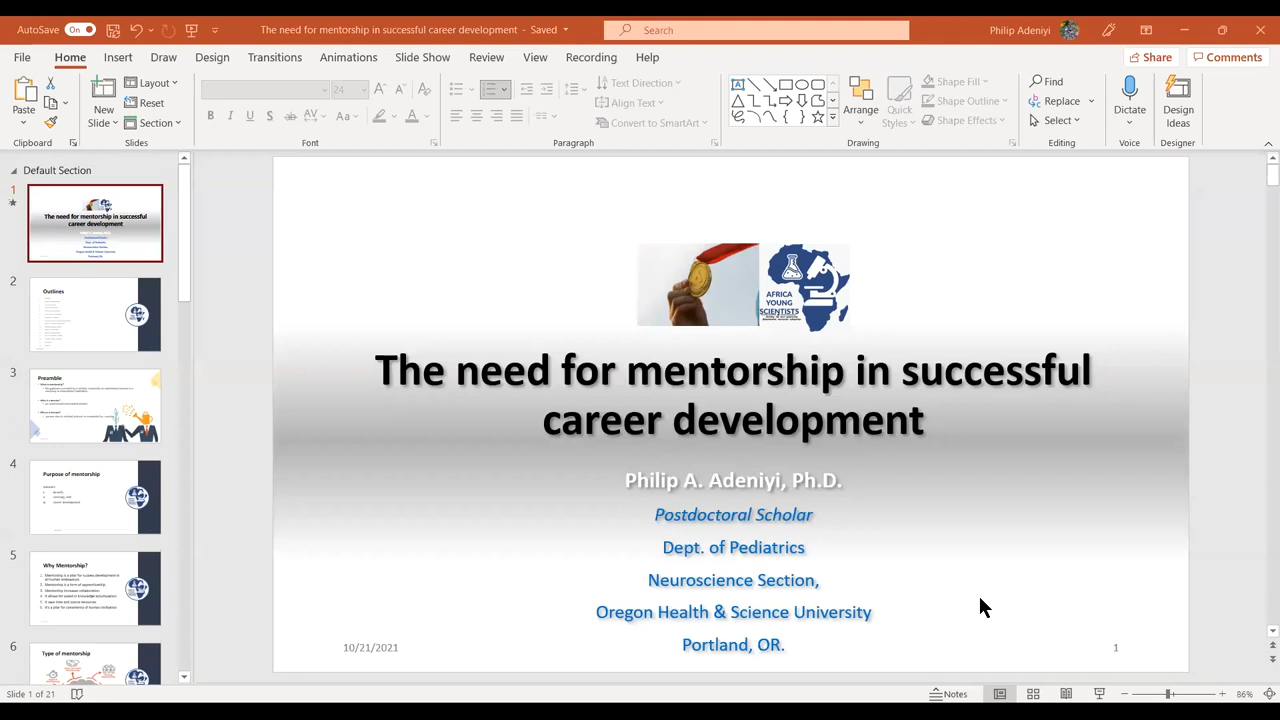 AutoSave On The need for mentorship in successful career development - Saved Search Philip Adeniyi
File Home Insert Draw Design Transitions Animations Slide Show Review View Recording Help Share Comments
Paste
New Slide
Layout
Reset
Section
24
Text Direction
Align Text
Convert to SmartArt
Arrange
Quick Styles
Shape Fill
Shape Outline
Shape Effects
Find
Replace
Select
Dictate
Design Ideas
Clipboard Slides Font Paragraph Drawing Editing Voice Designer
Default Section
1
The need for mentorship in successful
career development
2
Outlines
3
Preamble
4
Purpose of mentorship
5
Why Mentorship?
6
Type of mentorship
AFRICA
YOUNG
SCIENTISTS
The need for mentorship in successful
career development
Philip A. Adeniyi, Ph.D.
Postdoctoral Scholar
Dept. of Pediatrics
Neuroscience Section,
Oregon Health & Science University
Portland, OR.
10/21/2021 1
Slide 1 of 21 Notes 86%